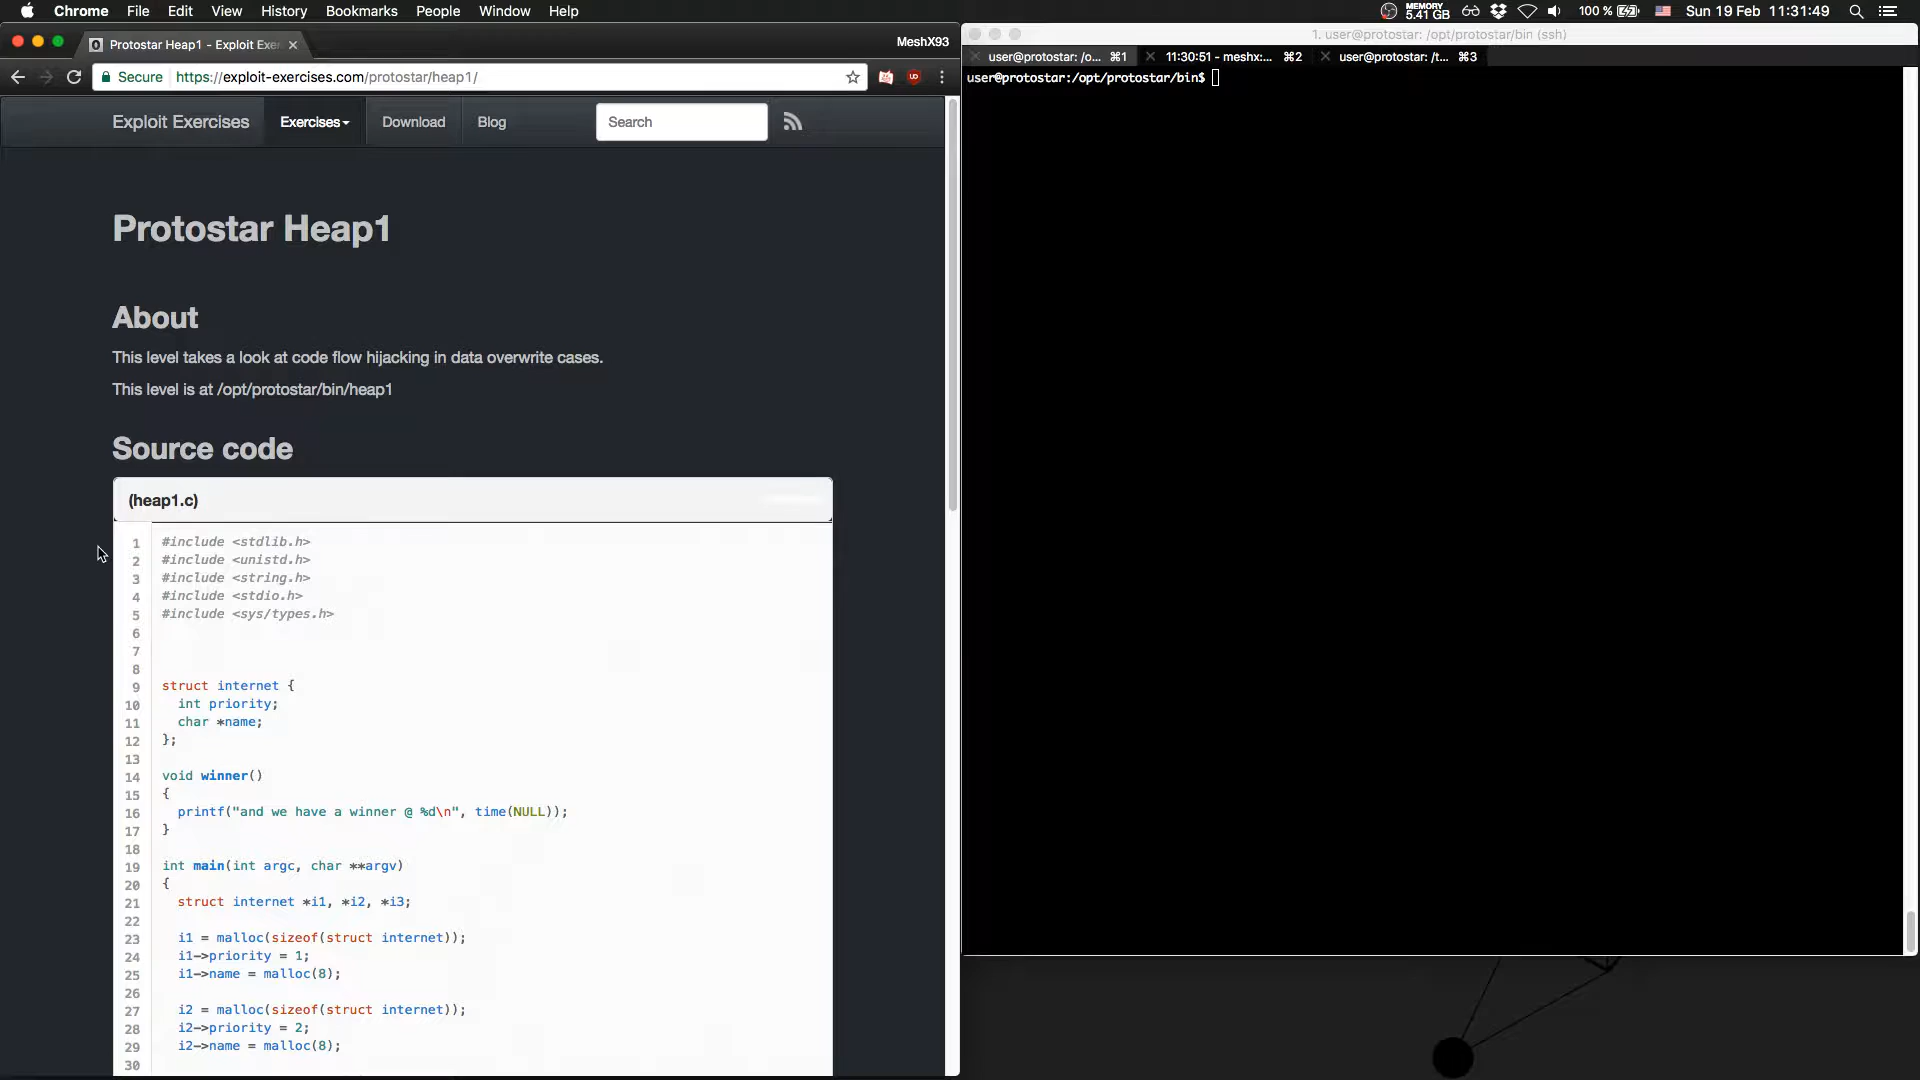 Chrome File Edit View History Bookmarks People Window Help
MEMORY
5.41 GB
100 %
Sun 19 Feb 11:31:49
Protostar Heap1 - Exploit Exer
MeshX93
Secure https://exploit-exercises.com/protostar/heap1/
Exploit Exercises Exercises Download Blog Search
Protostar Heap1
About
This level takes a look at code flow hijacking in data overwrite cases.
This level is at /opt/protostar/bin/heap1
Source code
(heap1.c)
1 #include <stdlib.h>
2 #include <unistd.h>
3 #include <string.h>
4 #include <stdio.h>
5 #include <sys/types.h>
6
7
8
9 struct internet {
10 int priority;
11 char *name;
12 };
13
14 void winner()
15 {
16 printf("and we have a winner @ %d\n", time(NULL));
17 }
18
19 int main(int argc, char **argv)
20 {
21 struct internet *i1, *i2, *i3;
22
23 i1 = malloc(sizeof(struct internet));
24 i1->priority = 1;
25 i1->name = malloc(8);
26
27 i2 = malloc(sizeof(struct internet));
28 i2->priority = 2;
29 i2->name = malloc(8);
30
1. user@protostar: /opt/protostar/bin (ssh)
user@protostar: /o... ⌘1 11:30:51 - meshx:... ⌘2 user@protostar: /t... ⌘3
user@protostar:/opt/protostar/bin$